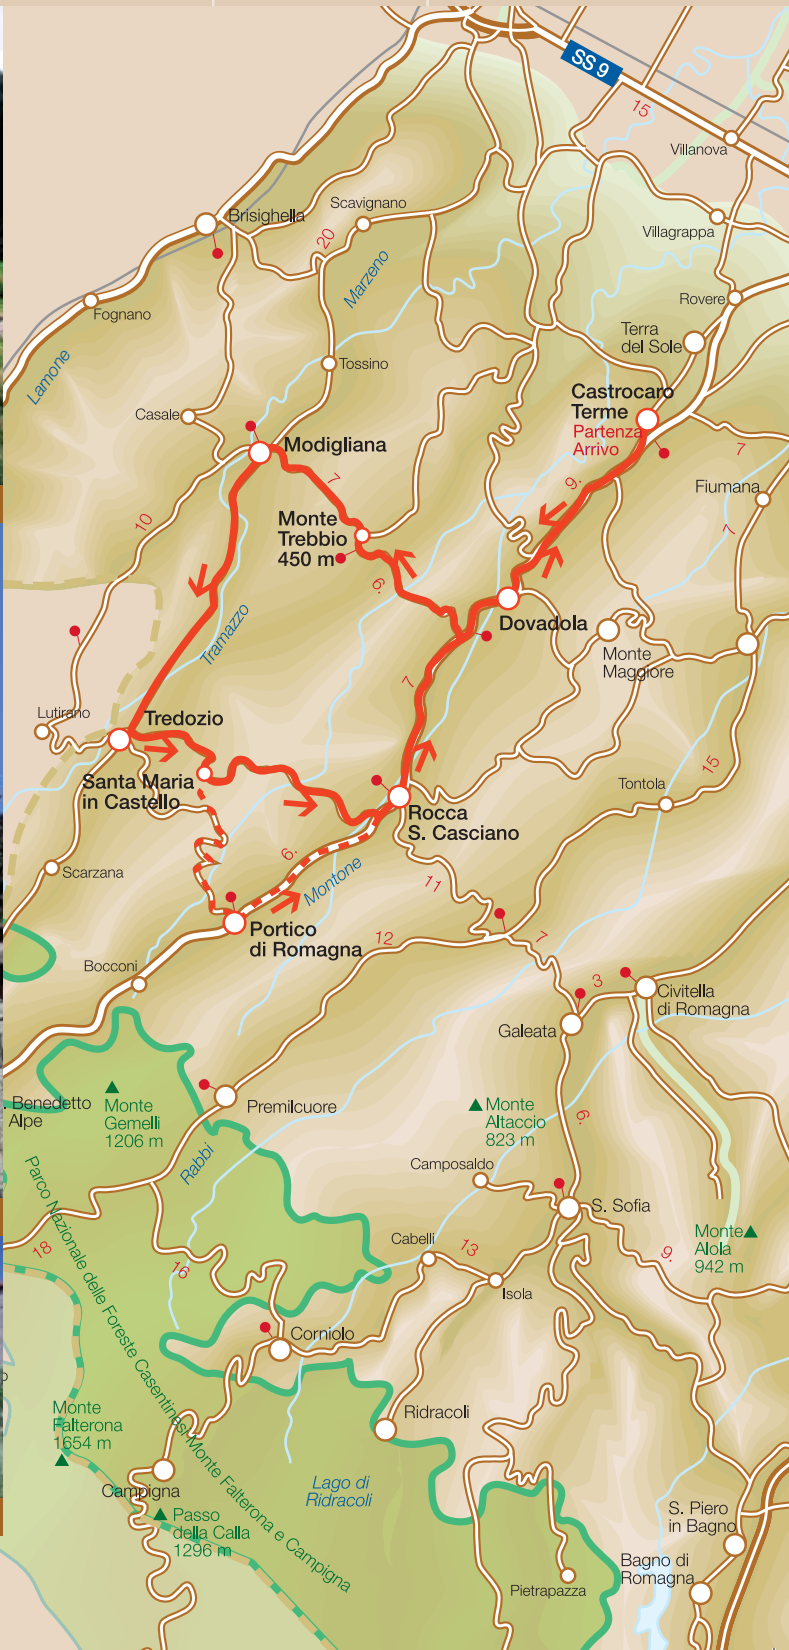 SS 9
15
Villanova
Scavignano
Brisighella
20
Villagrappa
Marzeno
Rovere
Fognano
Terra
del Sole
Lamone
Tossino
Castrocaro
Terme
Partenza
Arrivo
Casale
Modigliana
7
7
9.
Fiumana
10
Monte
Trebbio
450 m
7
6.
Dovadola
Tramazzo
Monte
Maggiore
7
Lutirano
Tredozio
15
Santa Maria
in Castello
Tontola
Rocca
S. Casciano
6.
Montone
Scarzana
11
Portico
di Romagna
12
7
Bocconi
3
Civitella
di Romagna
Galeata
. Benedetto
Alpe
Monte
Gemelli
1206 m
Premilcuore
Monte
Altaccio
823 m
6.
Rabbi
Camposaldo
S. Sofia
Parco Nazionale delle Foreste Casentinesi Monte Falterona e Campigna
18
16
Cabelli
13
9.
Monte
Alola
942 m
Isola
Corniolo
Monte
Falterona
1654 m
Ridracoli
Campigna
Lago di
Ridracoli
Passo
della Calla
1296 m
S. Piero
in Bagno
Bagno di
Romagna
Pietrapazza